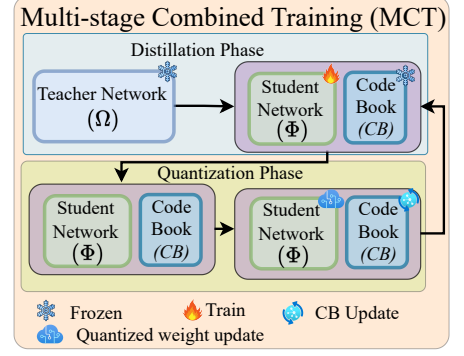 Multi-stage Combined Training (MCT)
Distillation Phase
Teacher Network
(Ω)
Student
Network
(Φ)
Code
Book
(CB)
Quantization Phase
Student
Network
(Φ)
Code
Book
(CB)
Student
Network
(Φ)
Code
Book
(CB)
Frozen
Train
CB Update
Quantized weight update